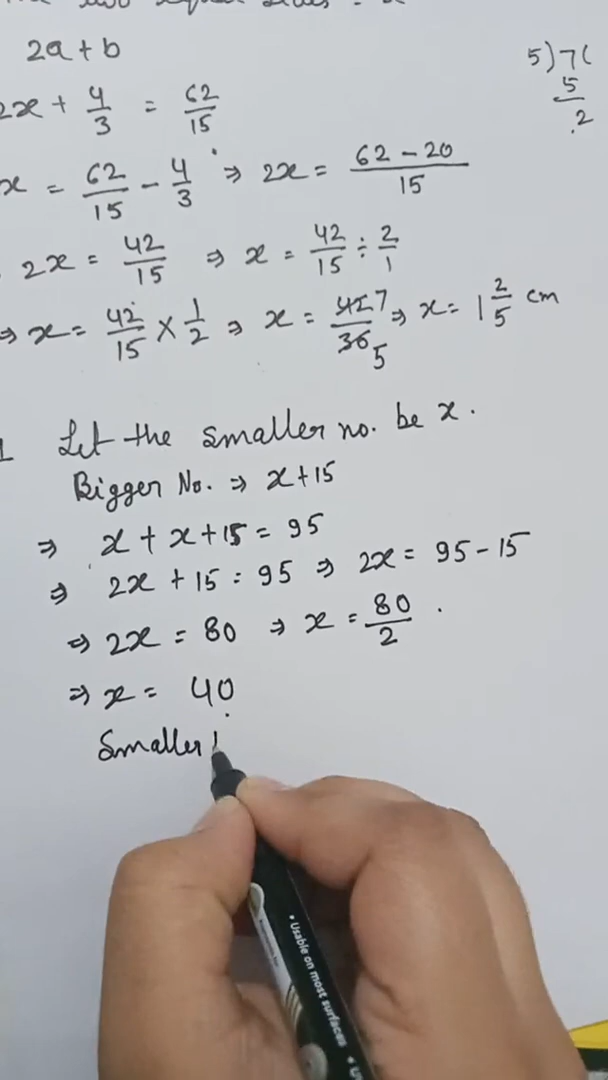 2a + b
5)7(
5
2
2x + 4/3 = 62/15
x = 62/15 - 4/3 ⇒ 2x = 62 - 20/15
2x = 42/15 ⇒ x = 42/15 ÷ 2/1
⇒ x = 42/15 × 1/2 ⇒ x = 42 7/30 5 ⇒ x = 1 2/5 cm
Let the smaller no. be x.
Bigger No. ⇒ x+15
⇒ x + x + 15 = 95
⇒ 2x + 15 = 95 ⇒ 2x = 95 - 15
⇒ 2x = 80 ⇒ x = 80/2
⇒ x = 40
Smaller
• Usable on most surfaces